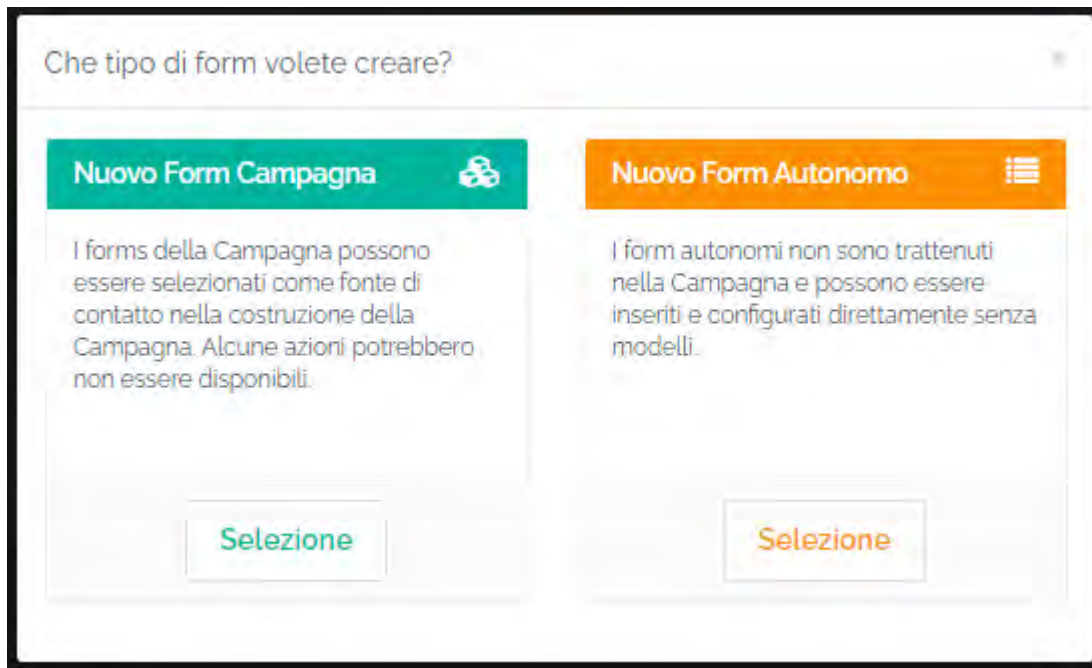 Che tipo di form volete creare?
Nuovo Form Campagna
I forms della Campagna possono
essere selezionati come fonte di
contatto nella costruzione della
Campagna. Alcune azioni potrebbero
non essere disponibili.
Selezione
Nuovo Form Autonomo
I form autonomi non sono trattenuti
nella Campagna e possono essere
inseriti e configurati direttamente senza
modelli.
Selezione